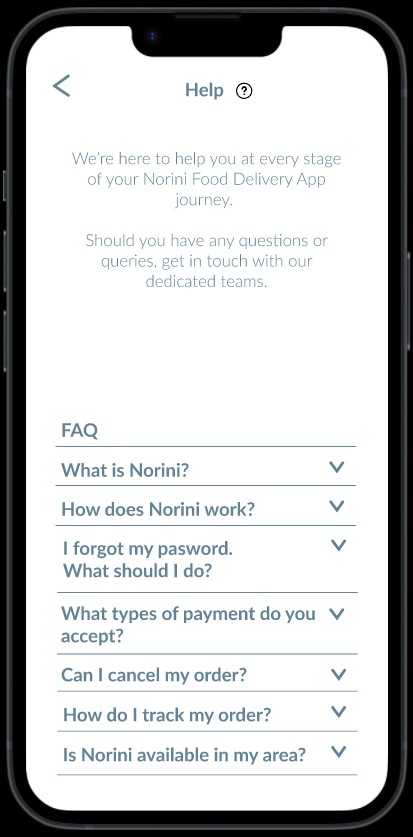 Help ?
We're here to help you at every stage
of your Norini Food Delivery App
journey.
Should you have any questions or
queries, get in touch with our
dedicated teams.
FAQ
What is Norini?
How does Norini work?
I forgot my pasword.
What should I do?
What types of payment do you
accept?
Can I cancel my order?
How do I track my order?
Is Norini available in my area?